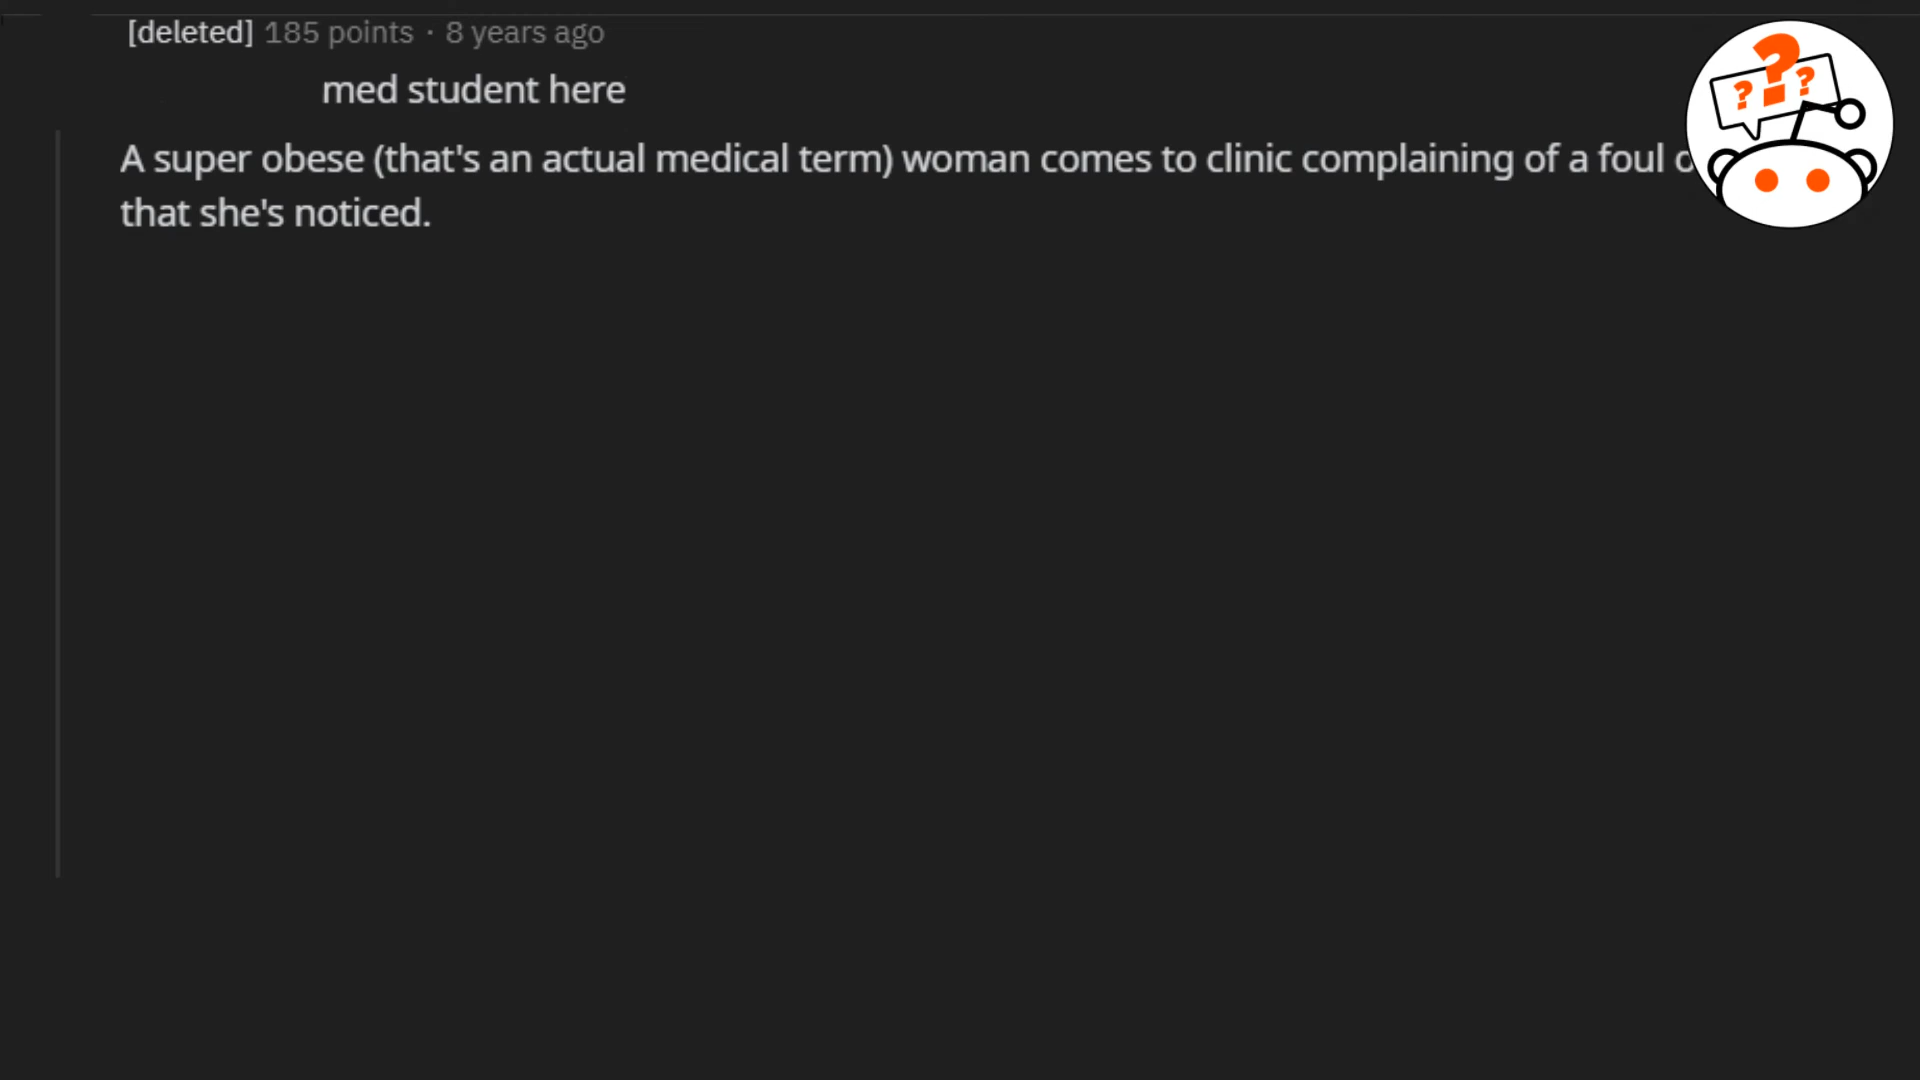 [deleted] 185 points · 8 years ago
med student here
A super obese (that's an actual medical term) woman comes to clinic complaining of a foul
that she's noticed.
? ? ?